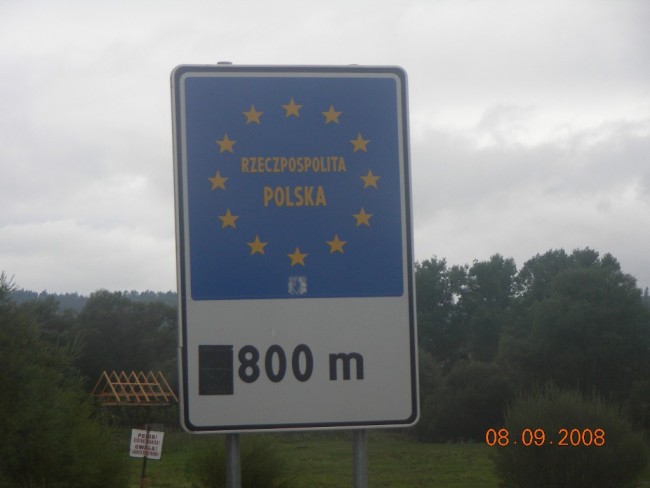 RZECZPOSPOLITA
POLSKA
800 m
08.09.2008